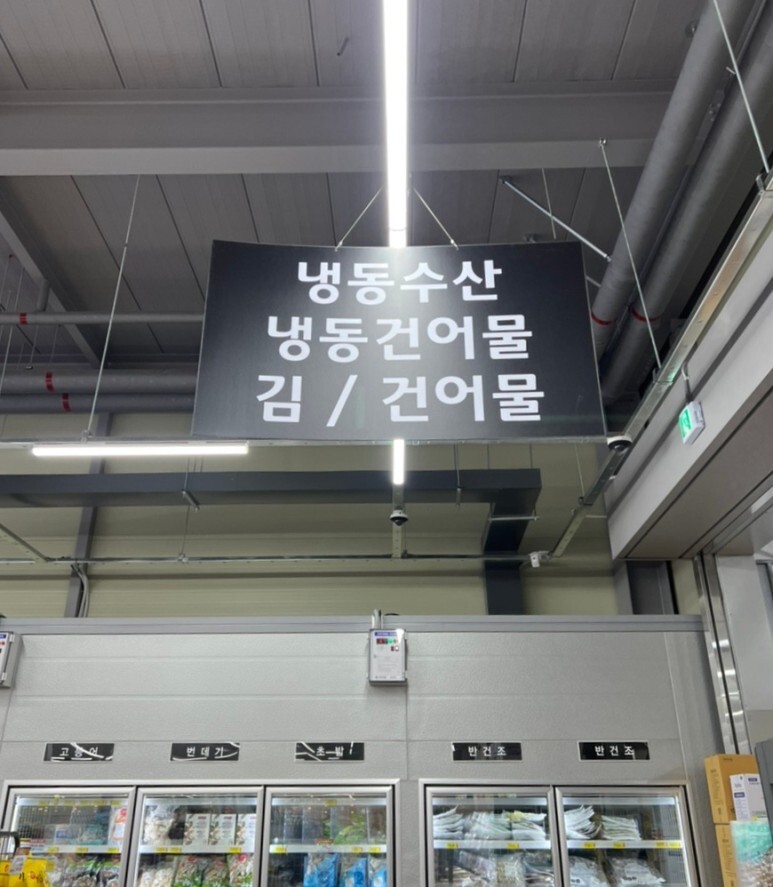 냉동수산
냉동건어물
김 / 건어물
고등어
번데기
초밥
반건조
반건조